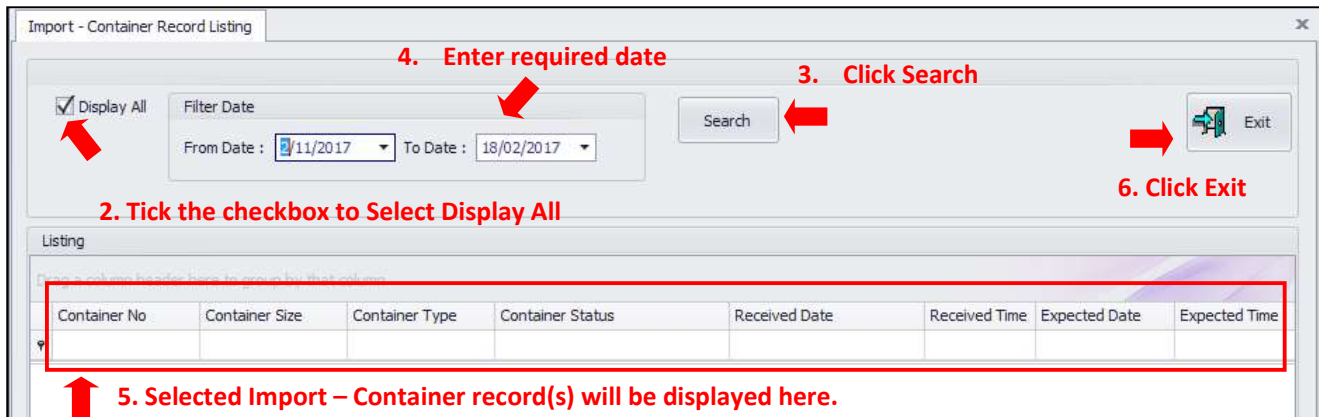 Import - Container Record Listing
4. Enter required date
3. Click Search
Display All
Filter Date
Search
Exit
From Date : 2/11/2017 To Date : 18/02/2017
6. Click Exit
2. Tick the checkbox to Select Display All
Listing
Drag a column header here to group by that column
Container No Container Size Container Type Container Status Received Date Received Time Expected Date Expected Time
5. Selected Import – Container record(s) will be displayed here.